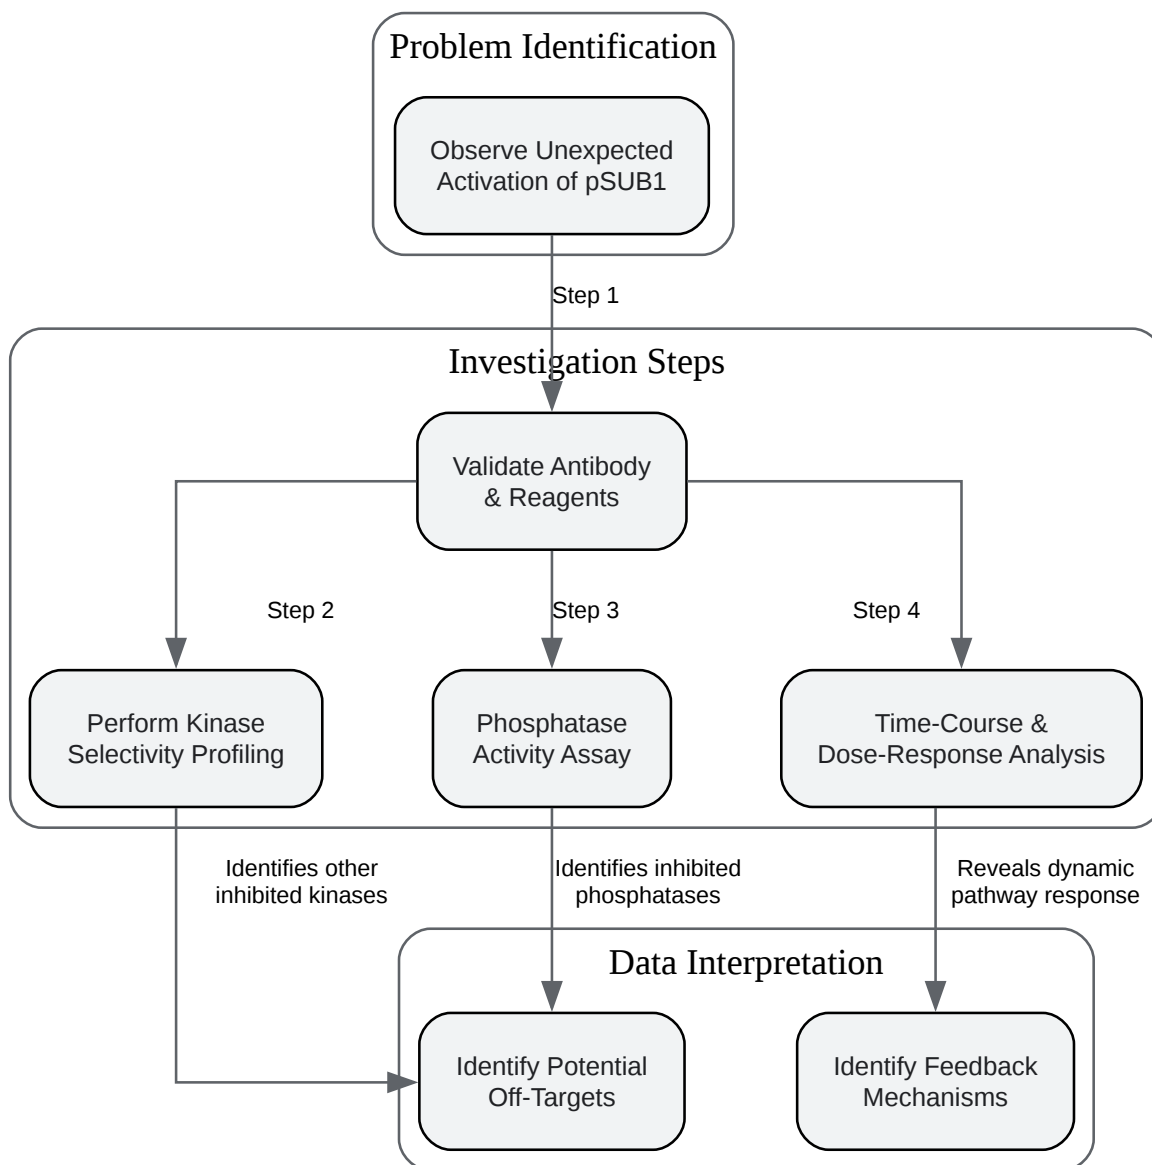 Problem Identification
Observe Unexpected
Activation of pSUB1
Step 1
Investigation Steps
Validate Antibody
& Reagents
Step 2
Step 3
Step 4
Perform Kinase
Selectivity Profiling
Phosphatase
Activity Assay
Time-Course &
Dose-Response Analysis
Identifies other
inhibited kinases
Identifies inhibited
phosphatases
Reveals dynamic
pathway response
Data Interpretation
Identify Potential
Off-Targets
Identify Feedback
Mechanisms